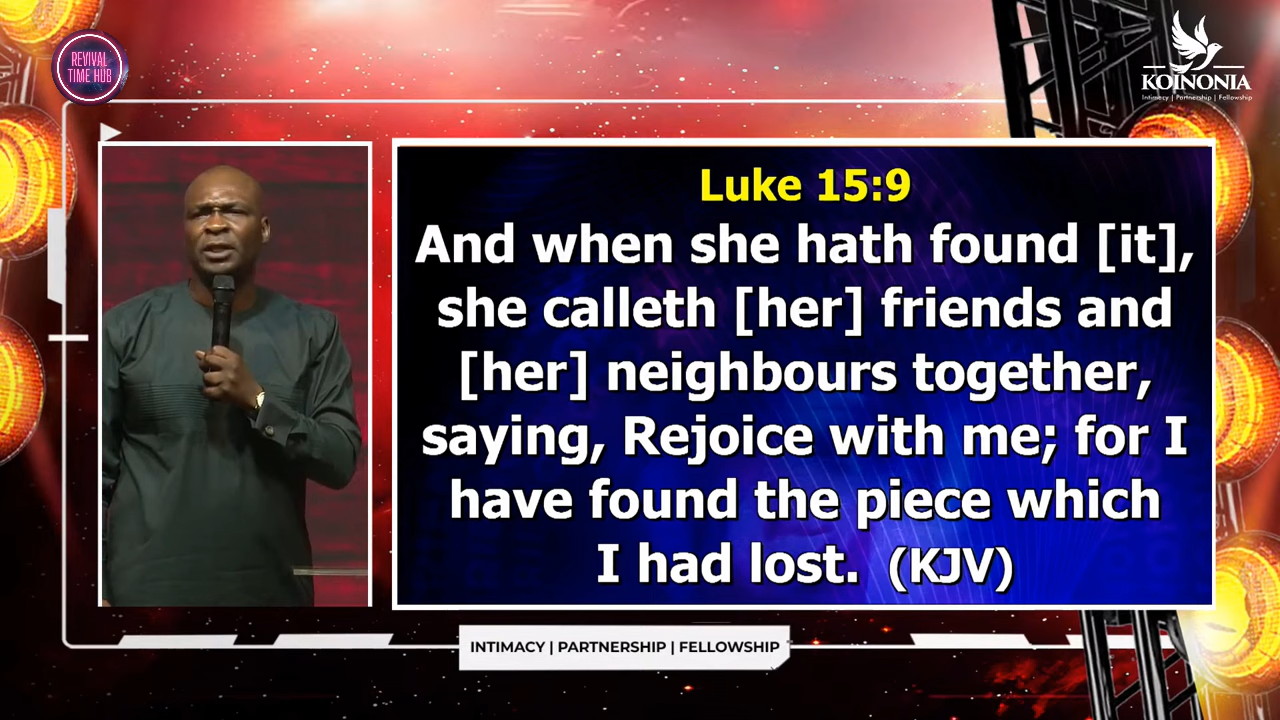 REVIVAL
TIME HUB
KOINONIA
Intimacy | Partnership | Fellowship
Luke 15:9
And when she hath found [it],
she calleth [her] friends and
[her] neighbours together,
saying, Rejoice with me; for I
have found the piece which
I had lost. (KJV)
INTIMACY | PARTNERSHIP | FELLOWSHIP